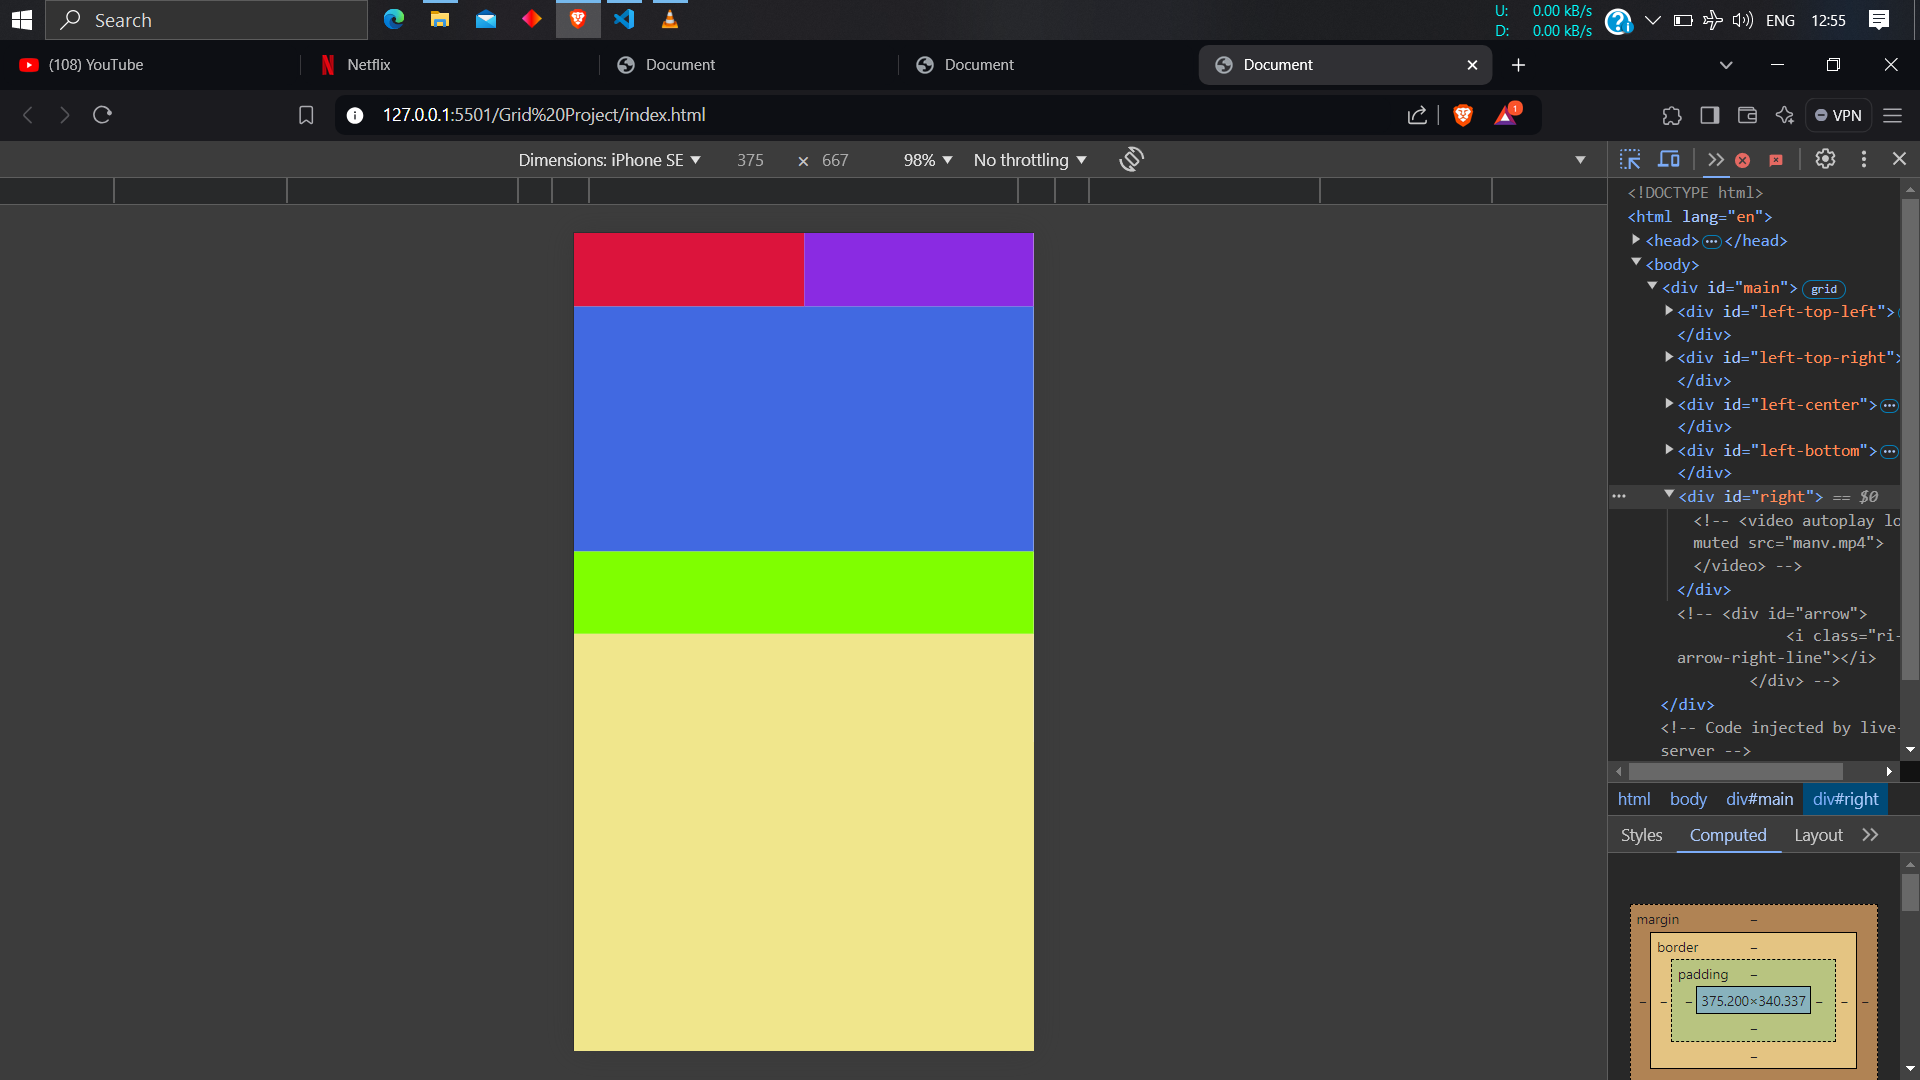 Search
U: 0.00 kB/s
D: 0.00 kB/s
ENG
12:55
(108) YouTube
Netflix
Document
Document
Document
127.0.0.1:5501/Grid%20Project/index.html
1
VPN
Dimensions: iPhone SE
375 × 667
98%
No throttling
<!DOCTYPE html>
<html lang="en">
<head> ••• </head>
<body>
<div id="main"> grid
<div id="left-top-left">
</div>
<div id="left-top-right">
</div>
<div id="left-center"> •••
</div>
<div id="left-bottom"> •••
</div>
••• <div id="right"> == $0
<!-- <video autoplay lo
muted src="manv.mp4">
</video> -->
</div>
<!-- <div id="arrow">
<i class="ri-
arrow-right-line"></i>
</div> -->
</div>
<!-- Code injected by live-
server -->
html body div#main div#right
Styles Computed Layout
margin –
border –
padding –
– – – 375.200×340.337 – – –
–
–